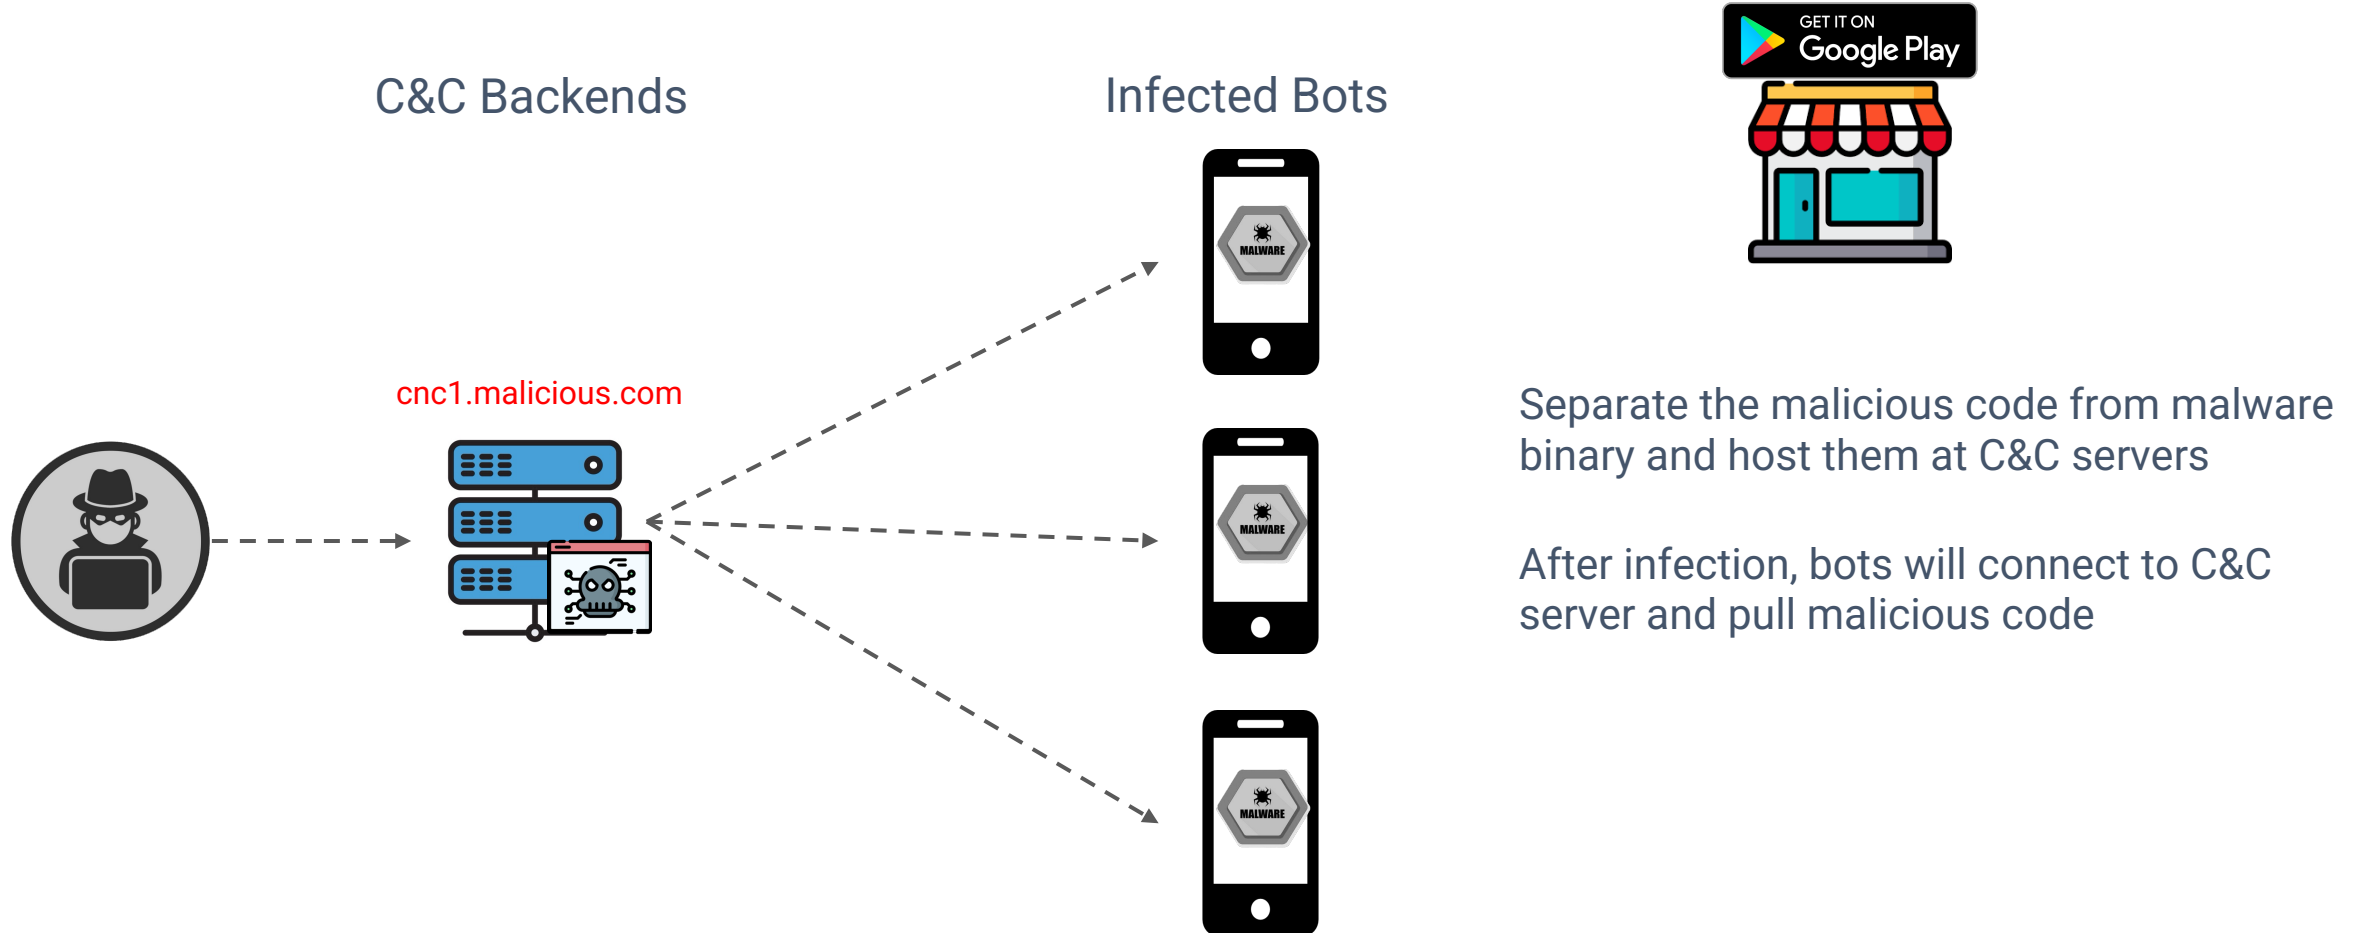 GET IT ON
Google Play
C&C Backends
Infected Bots
MALWARE
cnc1.malicious.com
MALWARE
MALWARE
Separate the malicious code from malware
binary and host them at C&C servers
After infection, bots will connect to C&C
server and pull malicious code